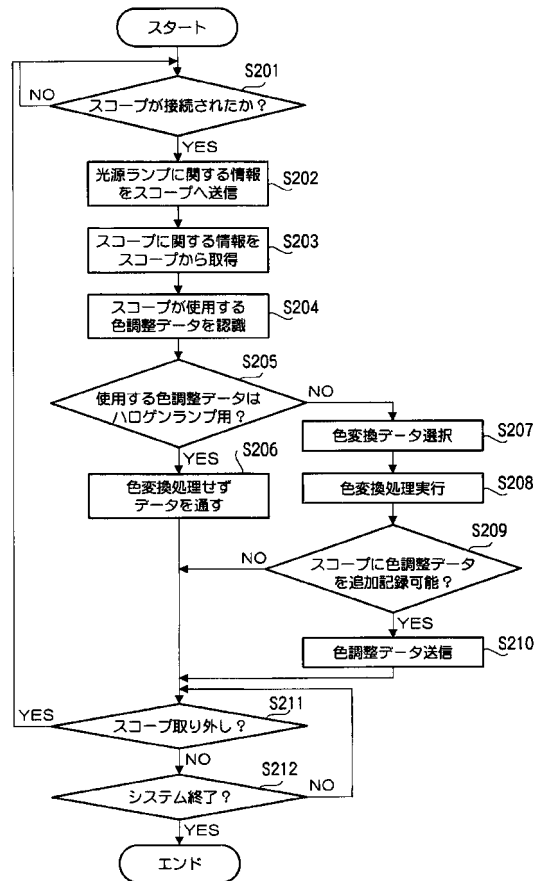 スタート
S201
スコープが接続されたか？
NO
YES
光源ランプに関する情報
をスコープへ送信
S202
スコープに関する情報を
スコープから取得
S203
スコープが使用する
色調整データを認識
S204
S205
使用する色調整データは
ハロゲンランプ用？
NO
YES
S206
色変換処理せず
データを通す
色変換データ選択
S207
色変換処理実行
S208
S209
スコープに色調整データ
を追加記録可能？
NO
YES
色調整データ送信
S210
S211
スコープ取り外し？
YES
NO
S212
システム終了？
NO
YES
エンド